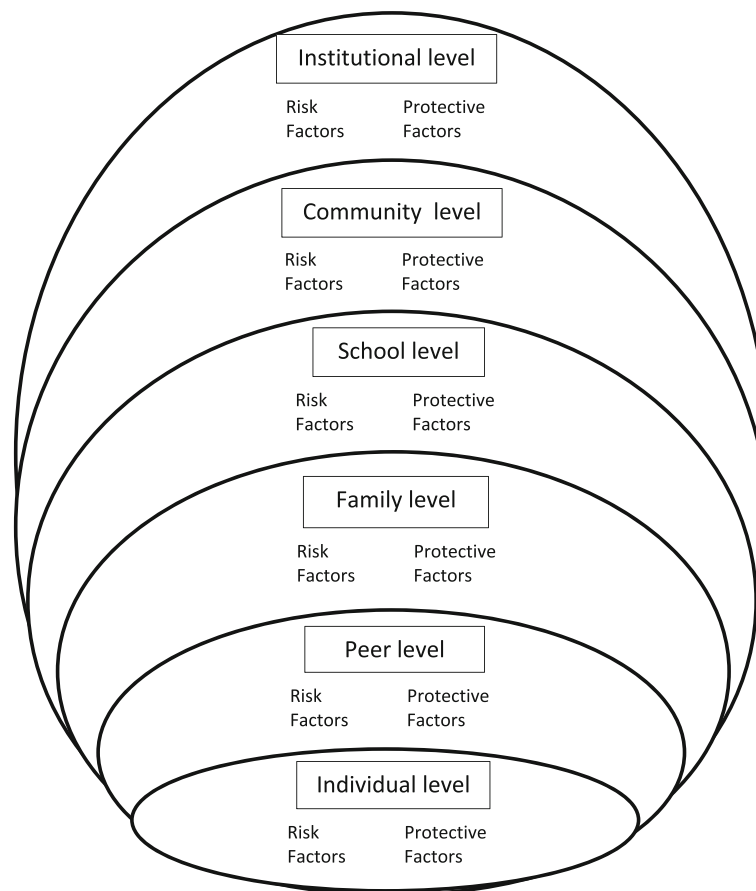 Institutional level
Risk Protective
Factors Factors
Community level
Risk Protective
Factors Factors
School level
Risk Protective
Factors Factors
Family level
Risk Protective
Factors Factors
Peer level
Risk Protective
Factors Factors
Individual level
Risk Protective
Factors Factors